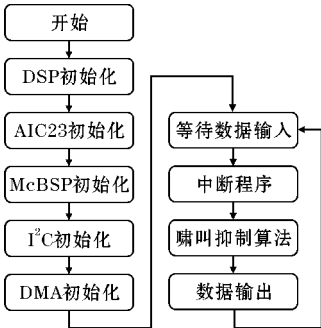 开始
DSP初始化
AIC23初始化
McBSP初始化
I²C初始化
DMA初始化
等待数据输入
中断程序
啸叫抑制算法
数据输出